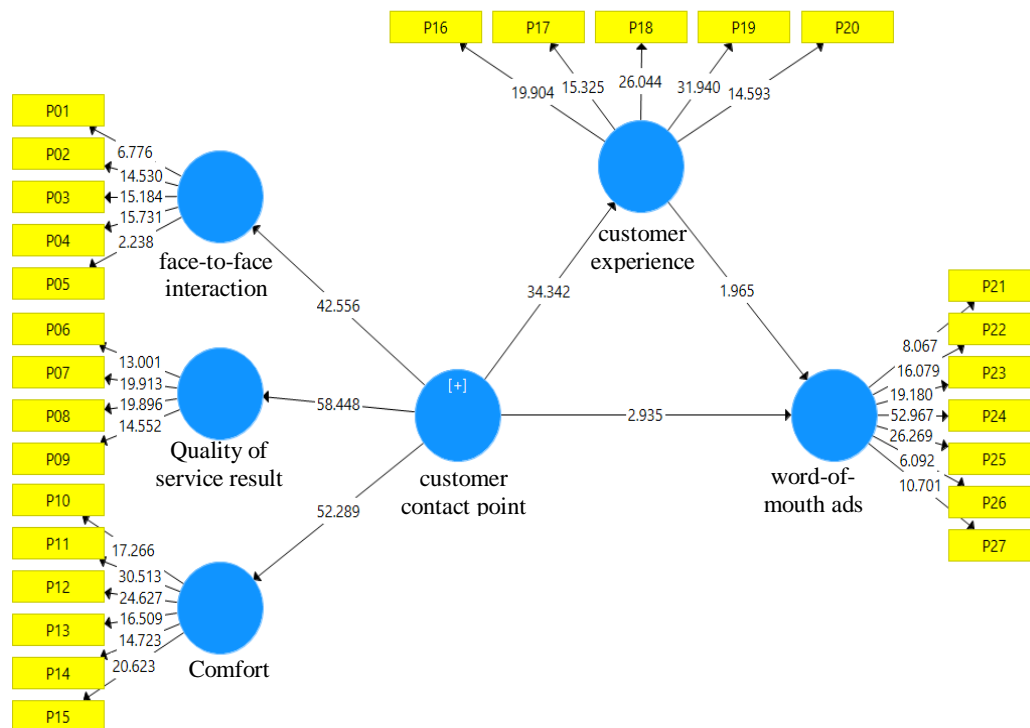 P16
P17
P18
P19
P20
19.904
15.325
26.044
31.940
14.593
P01
P02
P03
P04
P05
6.776
14.530
15.184
15.731
2.238
face-to-face
interaction
customer
experience
42.556
34.342
1.965
P06
P07
P08
P09
13.001
19.913
19.896
14.552
Quality of
service result
58.448
[+]
customer
contact point
2.935
52.289
P21
P22
P23
P24
P25
P26
P27
8.067
16.079
19.180
52.967
26.269
6.092
10.701
word-of-
mouth ads
P10
P11
P12
P13
P14
P15
17.266
30.513
24.627
16.509
14.723
20.623
Comfort